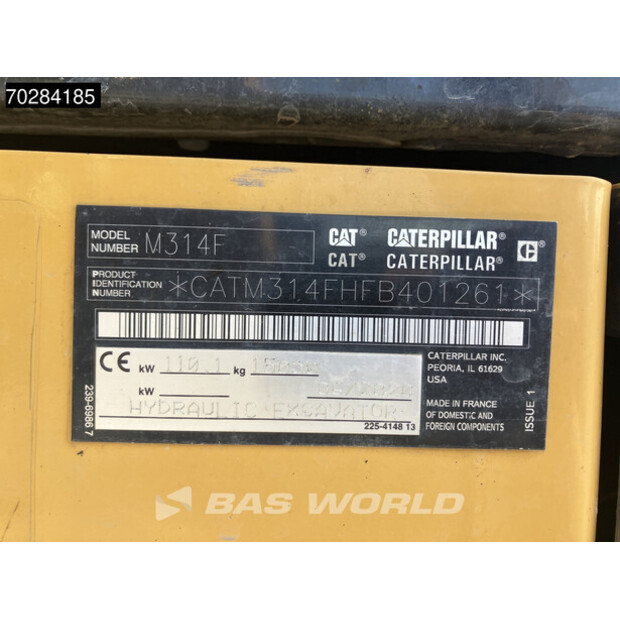 70284185
MODEL NUMBER M314F
CAT® CATERPILLAR®
CAT® CATERPILLAR®
PRODUCT IDENTIFICATION NUMBER *CATM314FHFB401261*
CE kW 110.1 kg
kW
HYDRAULIC EXCAVATOR
225-4148 13
239-6986 7
CATERPILLAR INC.
PEORIA, IL 61629
USA
MADE IN FRANCE
OF DOMESTIC AND
FOREIGN COMPONENTS
ISSUE 1
BAS WORLD